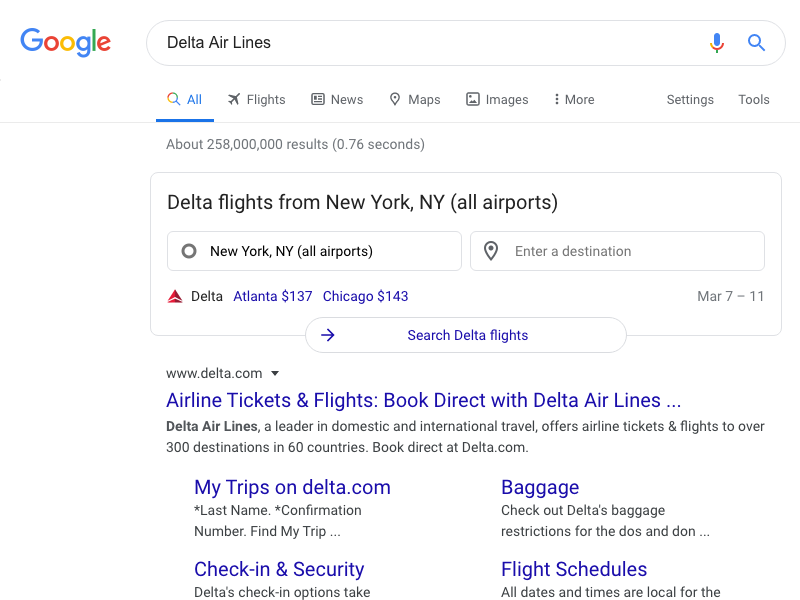 Google
Delta Air Lines
All Flights News Maps Images More Settings Tools
About 258,000,000 results (0.76 seconds)
Delta flights from New York, NY (all airports)
New York, NY (all airports) Enter a destination
Delta Atlanta $137 Chicago $143 Mar 7 – 11
Search Delta flights
www.delta.com
Airline Tickets & Flights: Book Direct with Delta Air Lines ...
Delta Air Lines, a leader in domestic and international travel, offers airline tickets & flights to over
300 destinations in 60 countries. Book direct at Delta.com.
My Trips on delta.com
*Last Name. *Confirmation
Number. Find My Trip ...
Baggage
Check out Delta's baggage
restrictions for the dos and don ...
Check-in & Security
Delta's check-in options take
Flight Schedules
All dates and times are local for the